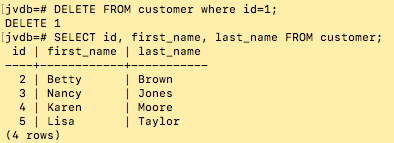 [jvdb=# DELETE FROM customer where id=1;
DELETE 1
[jvdb=# SELECT id, first_name, last_name FROM customer;
 id | first_name | last_name
----+------------+-----------
  2 | Betty      | Brown
  3 | Nancy      | Jones
  4 | Karen      | Moore
  5 | Lisa       | Taylor
(4 rows)